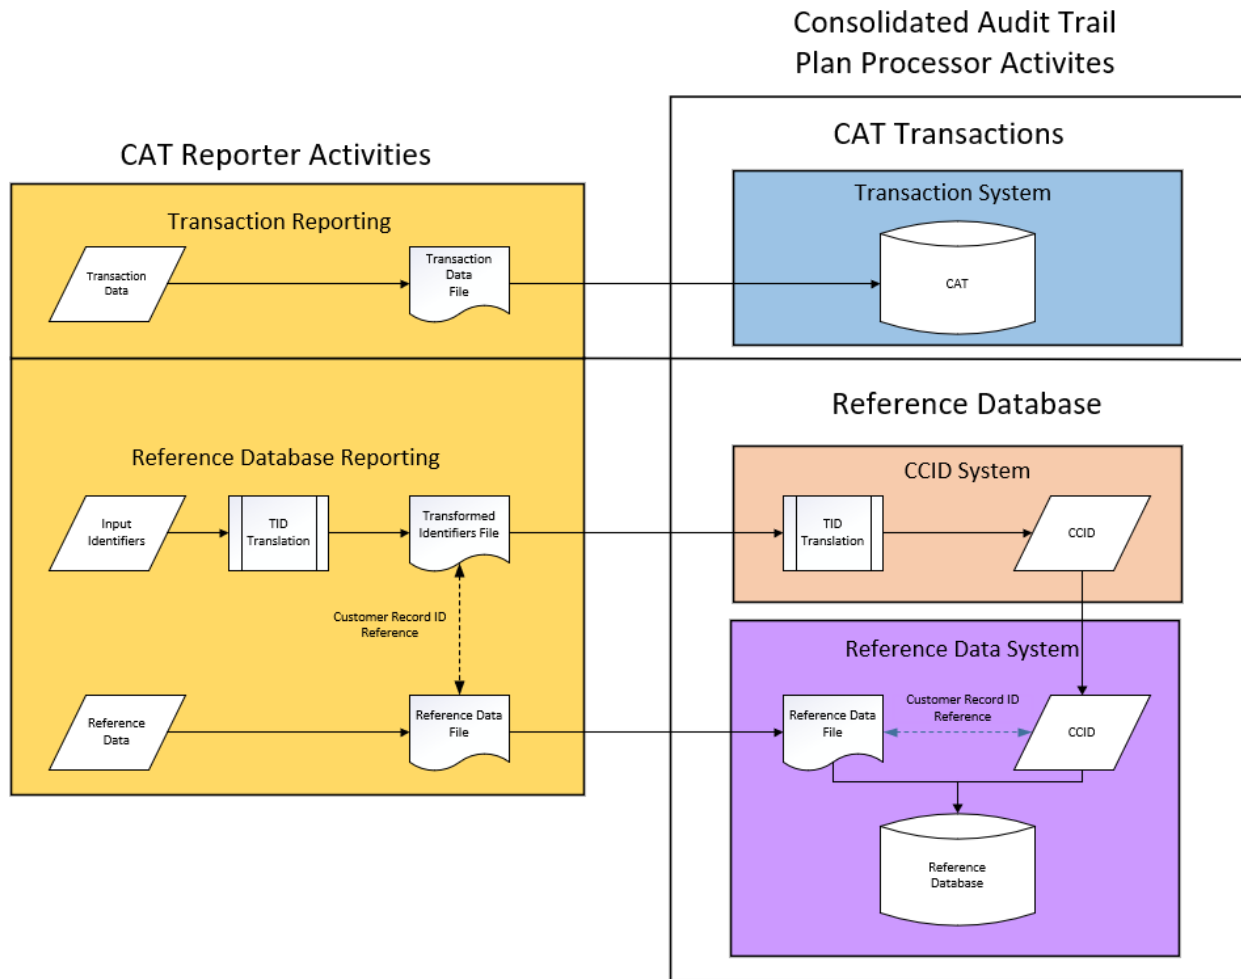 Consolidated Audit Trail
Plan Processor Activites
CAT Reporter Activities
CAT Transactions
Transaction Reporting
Transaction
Data
Transaction
Data
File
Transaction System
CAT
Reference Database
Reference Database Reporting
Input
Identifiers
TID
Translation
Transformed
Identifiers File
Customer Record ID
Reference
Reference
Data
Reference Data
File
CCID System
TID
Translation
CCID
Reference Data System
Reference Data
File
Customer Record ID
Reference
CCID
Reference
Database